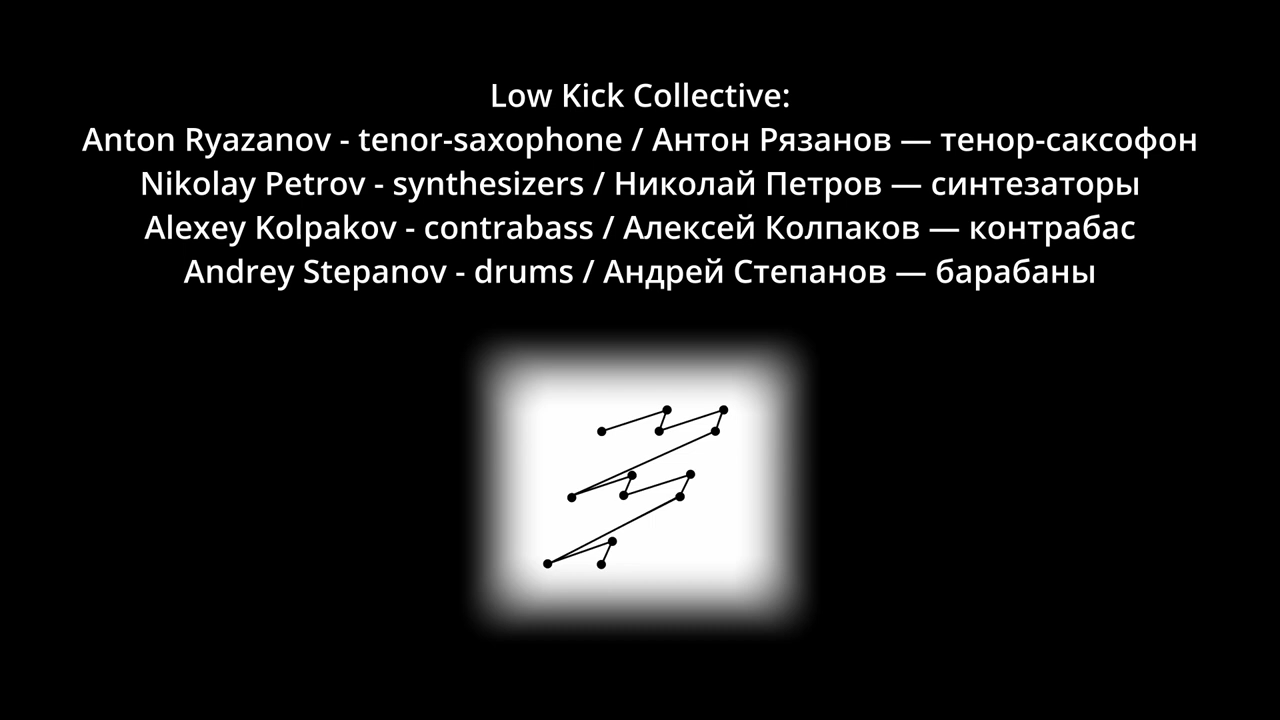 Low Kick Collective:
Anton Ryazanov - tenor-saxophone / Антон Рязанов — тенор-саксофон
Nikolay Petrov - synthesizers / Николай Петров — синтезаторы
Alexey Kolpakov - contrabass / Алексей Колпаков — контрабас
Andrey Stepanov - drums / Андрей Степанов — барабаны